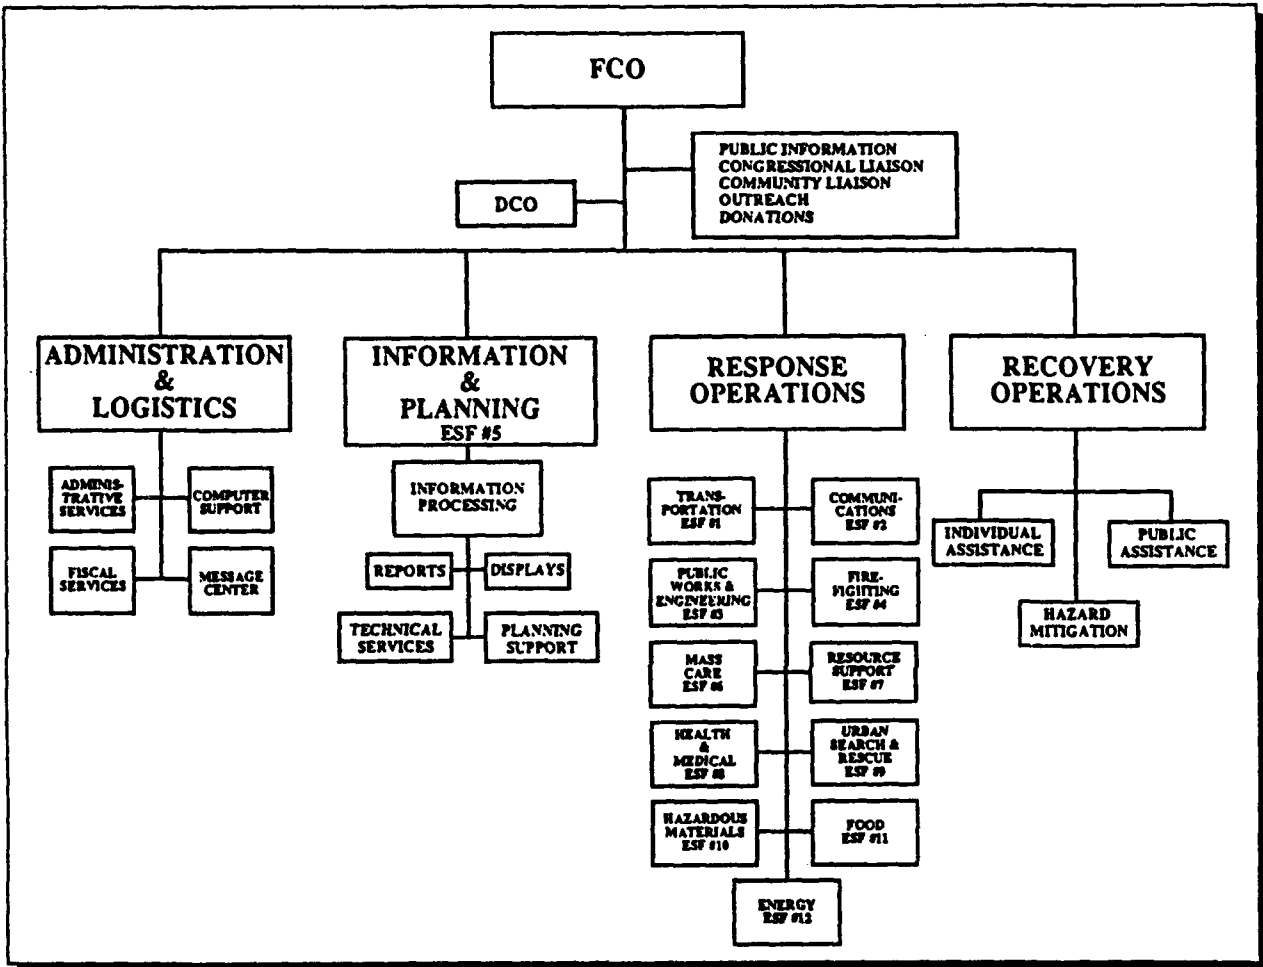 FCO
PUBLIC INFORMATION
CONGRESSIONAL LIAISON
COMMUNITY LIAISON
OUTREACH
DONATIONS
DCO
ADMINISTRATION
&
LOGISTICS
INFORMATION
&
PLANNING
ESF #5
RESPONSE
OPERATIONS
RECOVERY
OPERATIONS
ADMINIS-
TRATIVE
SERVICES
COMPUTER
SUPPORT
FISCAL
SERVICES
MESSAGE
CENTER
INFORMATION
PROCESSING
REPORTS
DISPLAYS
TECHNICAL
SERVICES
PLANNING
SUPPORT
TRANS-
PORTATION
ESF #1
COMMUNI-
CATIONS
ESF #2
PUBLIC
WORKS &
ENGINEERING
ESF #3
FIRE-
FIGHTING
ESF #4
MASS
CARE
ESF #6
RESOURCE
SUPPORT
ESF #7
HEALTH
&
MEDICAL
ESF #8
URBAN
SEARCH &
RESCUE
ESF #9
HAZARDOUS
MATERIALS
ESF #10
FOOD
ESF #11
ENERGY
ESF #12
INDIVIDUAL
ASSISTANCE
PUBLIC
ASSISTANCE
HAZARD
MITIGATION